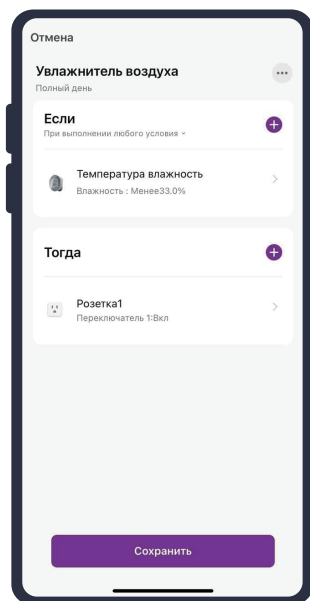 Отмена
Увлажнитель воздуха
Полный день
Если
При выполнении любого условия
Температура влажность
Влажность : Менее33.0%
Тогда
Розетка1
Переключатель 1:Вкл
Сохранить